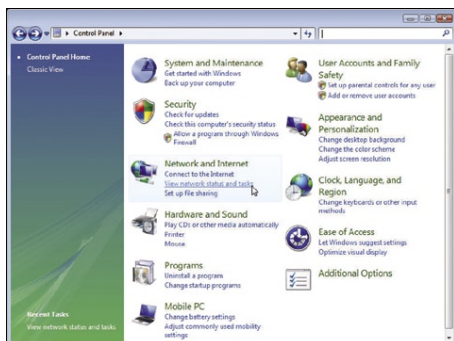 Control Panel
Control Panel Home
Classic View
System and Maintenance
Get started with Windows
Back up your computer
Security
Check for updates
Check this computer's security status
Allow a program through Windows
Firewall
Network and Internet
Connect to the Internet
View network status and tasks
Set up file sharing
Hardware and Sound
Play CDs or other media automatically
Printer
Mouse
Programs
Uninstall a program
Change startup programs
Mobile PC
Change battery settings
Adjust commonly used mobility
settings
User Accounts and Family
Safety
Set up parental controls for any user
Add or remove user accounts
Appearance and
Personalization
Change desktop background
Change the color scheme
Adjust screen resolution
Clock, Language, and
Region
Change keyboards or other input
methods
Ease of Access
Let Windows suggest settings
Optimize visual display
Additional Options
Recent Tasks
View network status and tasks